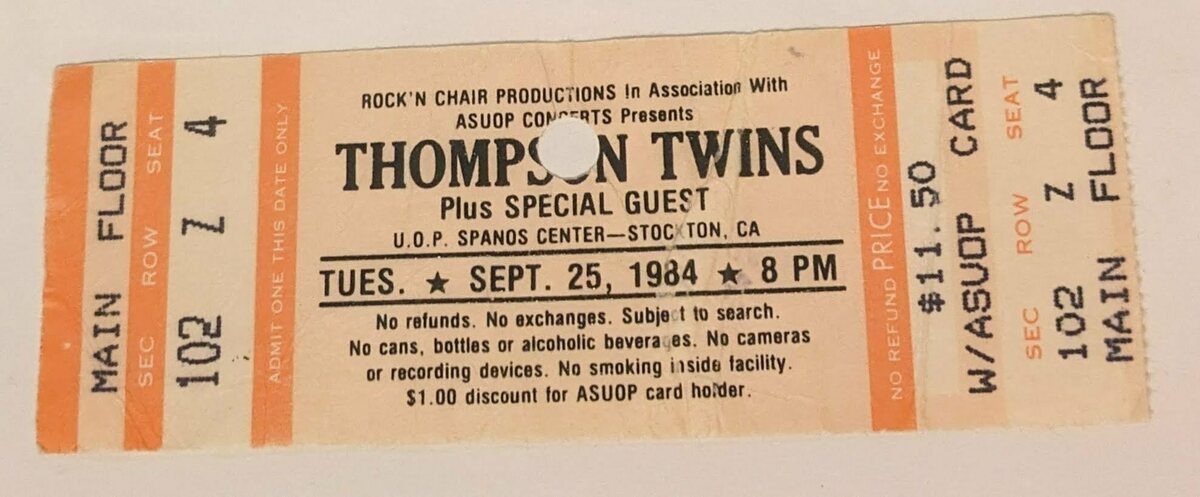 MAIN FLOOR
SEC ROW SEAT
102 Z 4
ADMIT ONE THIS DATE ONLY
ROCK'N CHAIR PRODUCTIONS In Association With
ASUOP CONCERTS Presents
THOMPSON TWINS
Plus SPECIAL GUEST
U.O.P. SPANOS CENTER—STOCKTON, CA
TUES. ★ SEPT. 25, 1984 ★ 8 PM
No refunds. No exchanges. Subject to search.
No cans, bottles or alcoholic beverages. No cameras
or recording devices. No smoking inside facility.
$1.00 discount for ASUOP card holder.
NO REFUND PRICE NO EXCHANGE
$11.50
W/ASUOP CARD
SEC ROW SEAT
102 Z 4
MAIN FLOOR